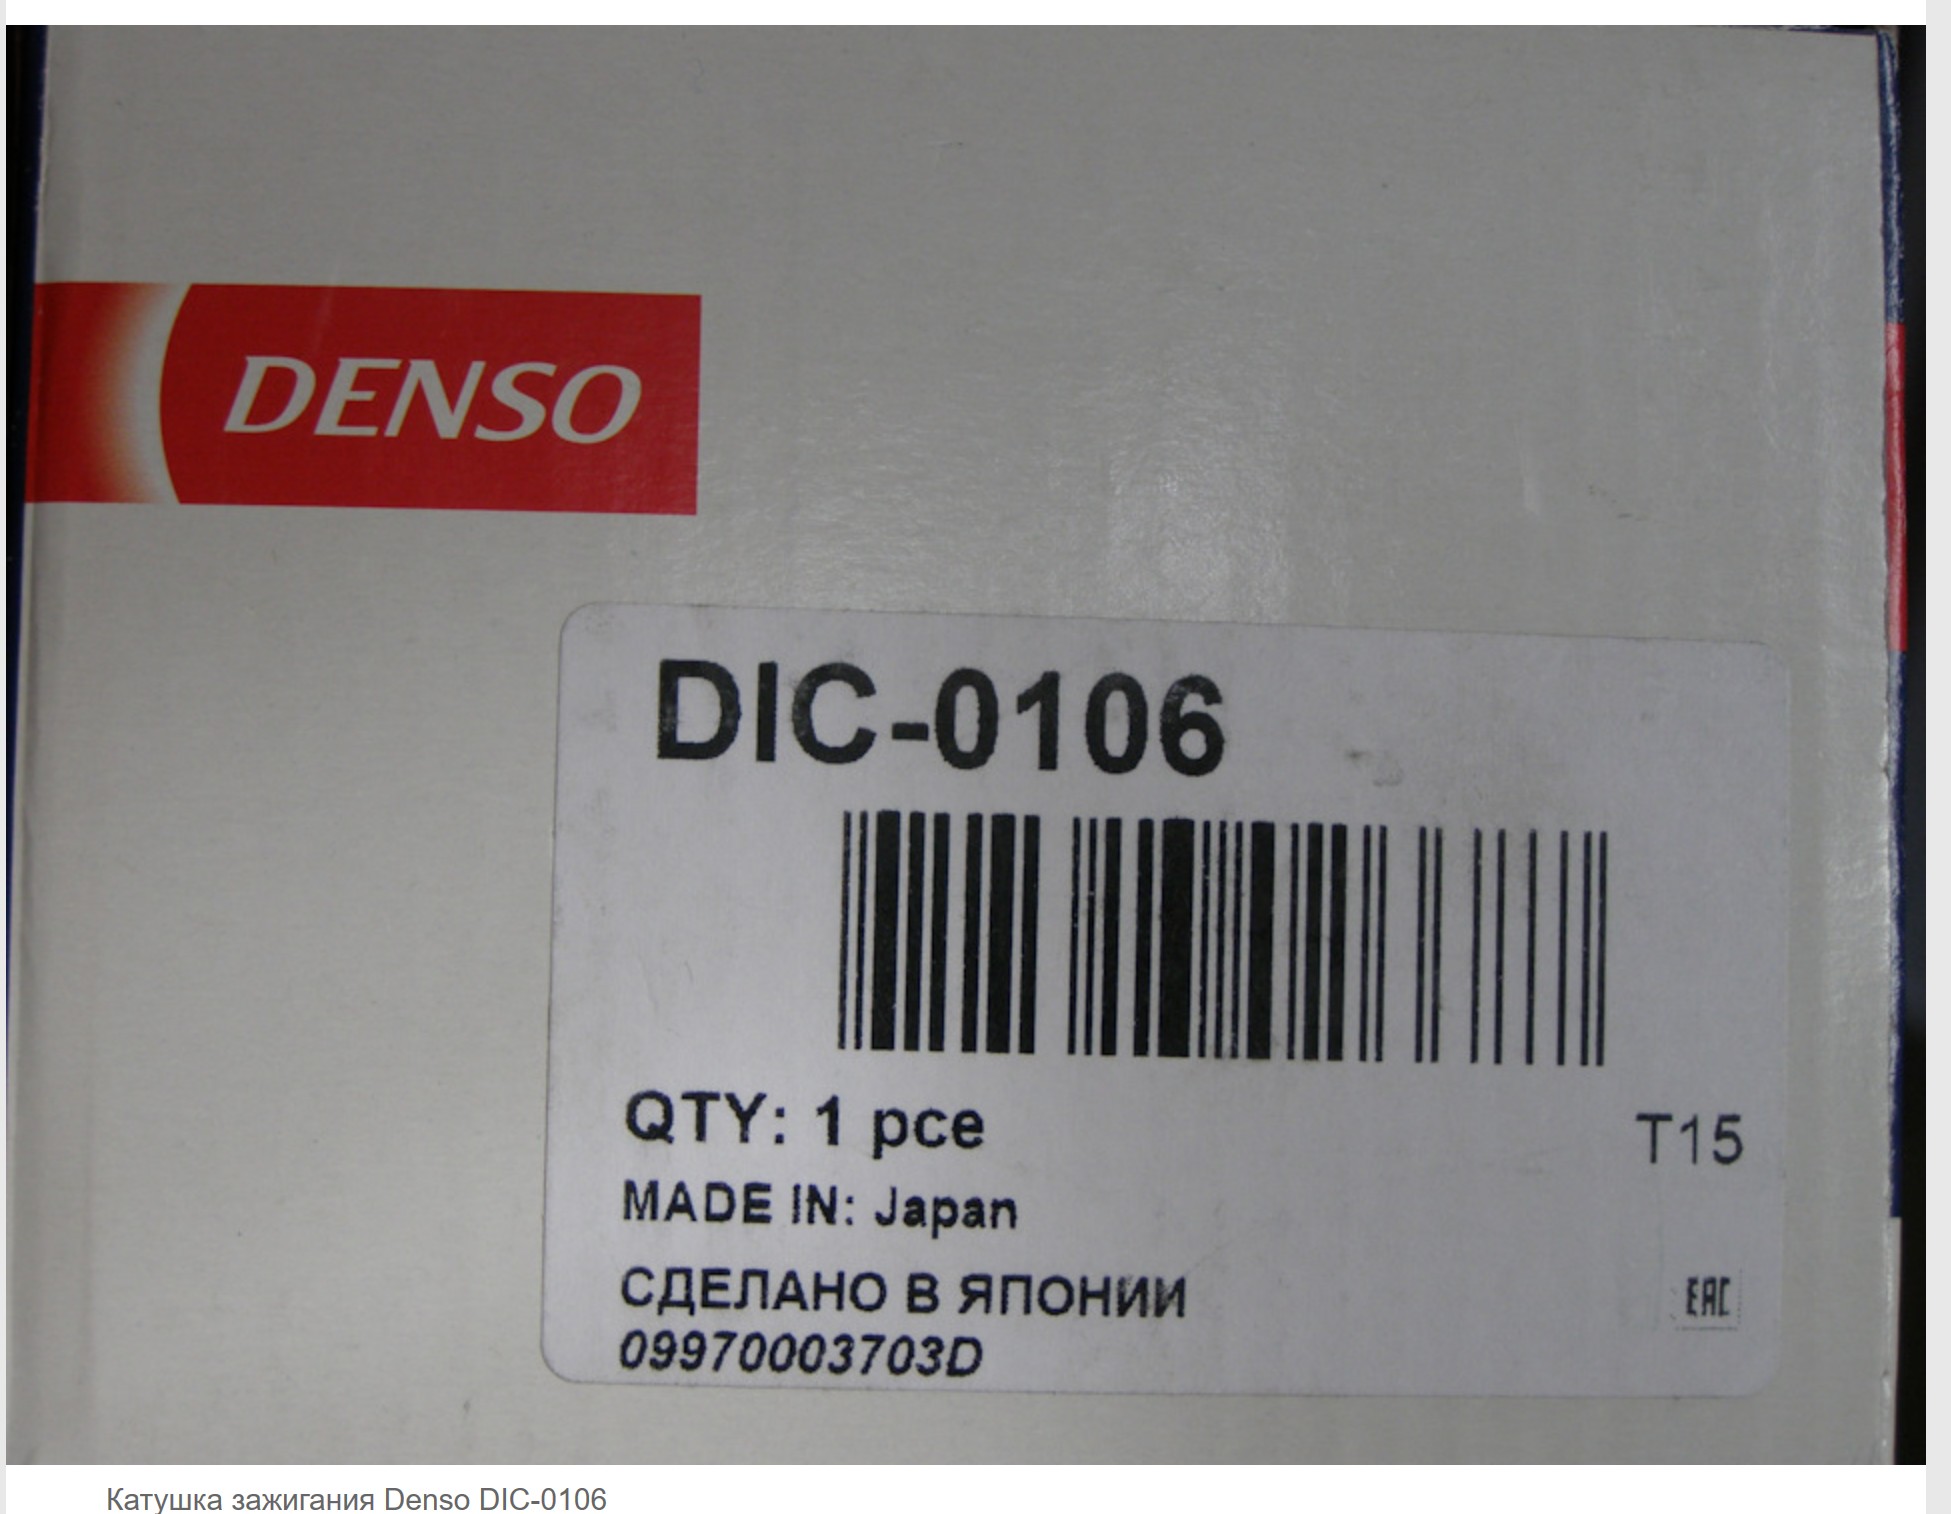 DENSO
DIC-0106
QTY: 1 pce
T15
MADE IN: Japan
СДЕЛАНО В ЯПОНИИ
EAC
09970003703D
Катушка зажигания Denso DIC-0106